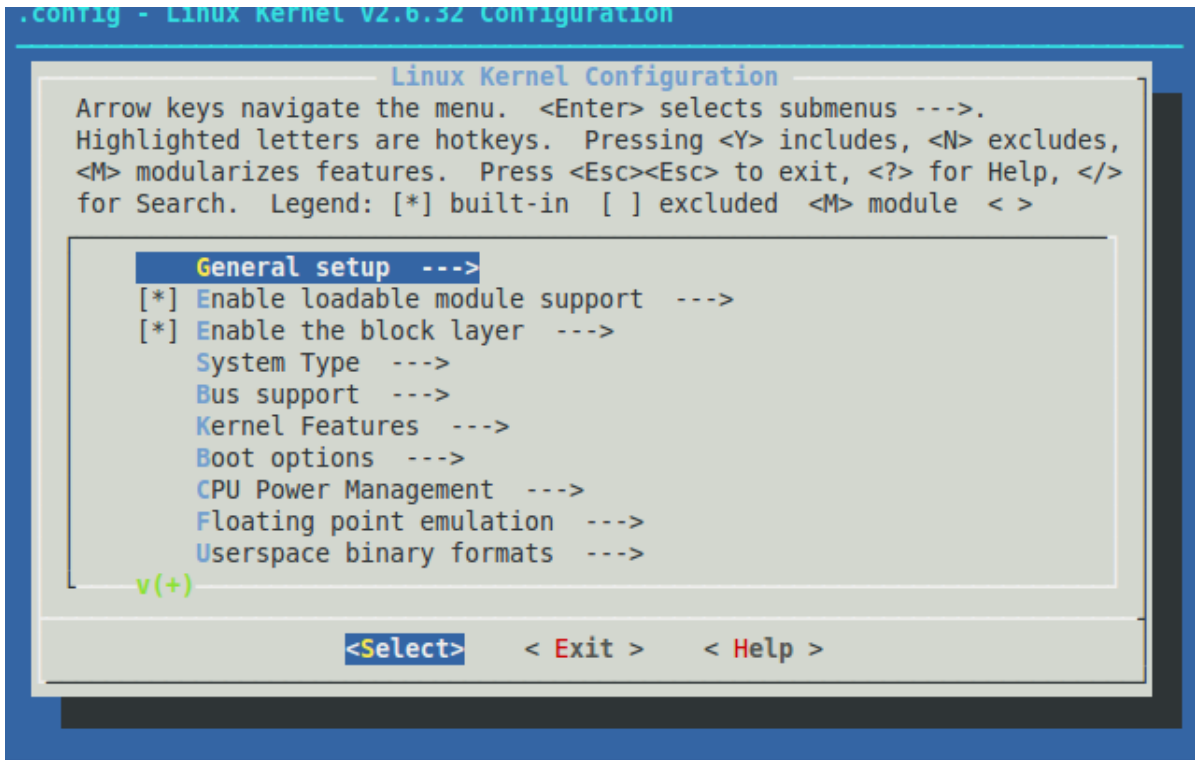 .config - Linux Kernel v2.6.32 Configuration
Linux Kernel Configuration
Arrow keys navigate the menu.  <Enter> selects submenus --->.
Highlighted letters are hotkeys.  Pressing <Y> includes, <N> excludes,
<M> modularizes features.  Press <Esc><Esc> to exit, <?> for Help, </>
for Search.  Legend: [*] built-in  [ ] excluded  <M> module  < >
General setup  --->
[*] Enable loadable module support  --->
[*] Enable the block layer  --->
System Type  --->
Bus support  --->
Kernel Features  --->
Boot options  --->
CPU Power Management  --->
Floating point emulation  --->
Userspace binary formats  --->
v(+)
<Select>    < Exit >    < Help >